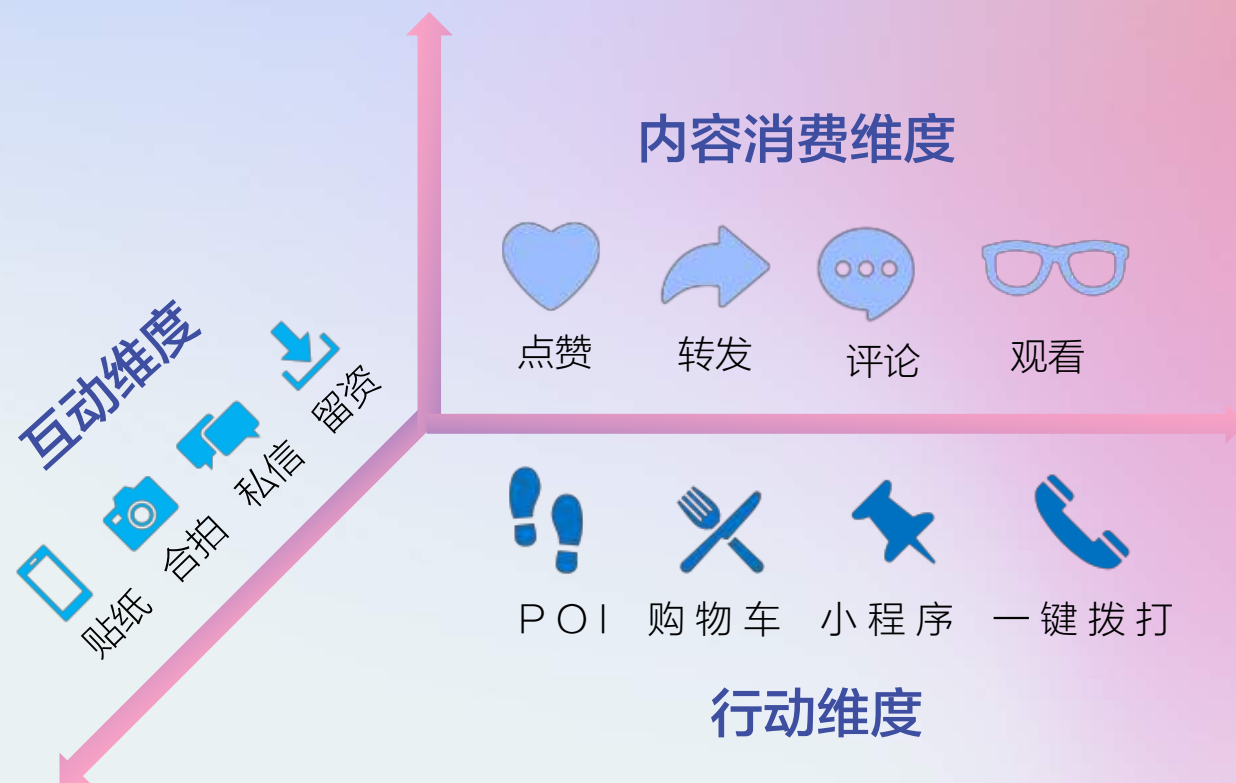 内容消费维度
点赞 转发 评论 观看
互动维度
贴纸 合拍 私信 留资
POI 购物车 小程序 一键拨打
行动维度